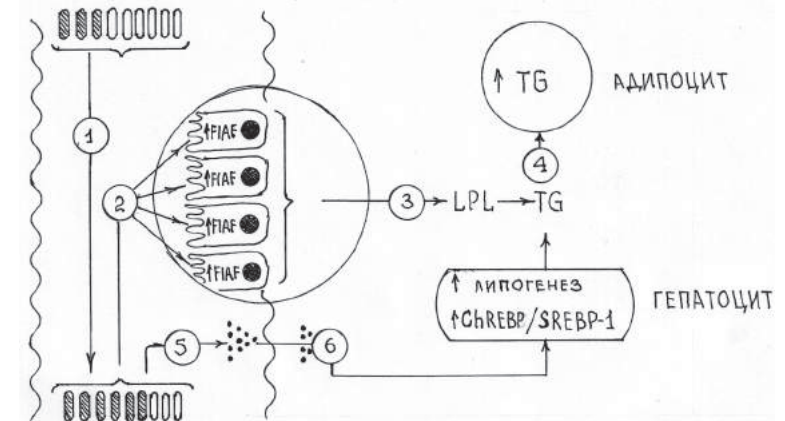 1
↑ TG
АДИПОЦИТ
↑FIAF
↑FIAF
↑FIAF
↑FIAF
2
3
LPL
TG
4
↑ ЛИПОГЕНЕЗ
↑ChREBP/SREBP-1
ГЕПАТОЦИТ
5
6